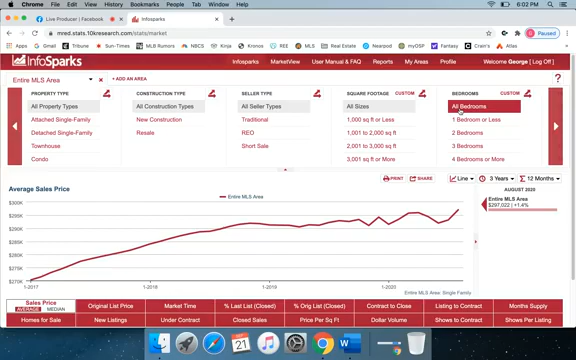 Chrome File Edit View History Bookmarks People Tab Window Help 6:02 PM
Live Producer | Facebook Infosparks
mred.stats.10kresearch.com/stats/market Paused
Apps Triibune Sun-Times MLB Rumors NBCS Ninja Kronox REIS Real Estate Nearof Woodard CMBS myFantasy Crain's Atlas Other Bookmarks
InfoSparks Infosparks MarketView User Manual & FAQ Reports My Areas Profile Welcome George [ Log Off ]
Entire MLS Area + ADD AN AREA ?
PROPERTY TYPE CONSTRUCTION TYPE SELLER TYPE SQUARE FOOTAGE CUSTOM BEDROOMS CUSTOM
All Property Types All Construction Types All Seller Types All Sizes All Bedrooms
Attached Single-Family New Construction Traditional 1,000 sq ft or Less 1 Bedroom or Less
Detached Single-Family Resale REO 1,001 to 2,000 sq ft 2 Bedrooms
Townhouse Short Sale 2,001 to 3,000 sq ft 3 Bedrooms
Condo 3,001 sq ft or More 4 Bedrooms or More
PRINT SHARE Line 3 Years 12 Months
Average Sales Price
Entire MLS Area
AUGUST 2020
Entire MLS Area
$297,022 | +1.4%
$300K
$295K
$290K
$285K
$280K
$275K
$270K
1-2017 1-2018 1-2019 1-2020
Entire MLS Area: Single Family
Sales Price Original List Price Market Time % Last List (Closed) % Orig List (Closed) Contract to Close Listing to Contract Months Supply
AVERAGE MEDIAN
Homes for Sale New Listings Under Contract Closed Sales Price Per Sq Ft Dollar Volume Shows to Contract Shows Per Listing
21